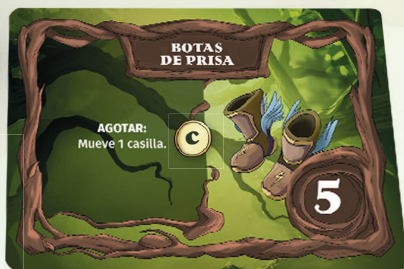 BOTAS
DE PRISA
AGOTAR:
Mueve 1 casilla.
C
5